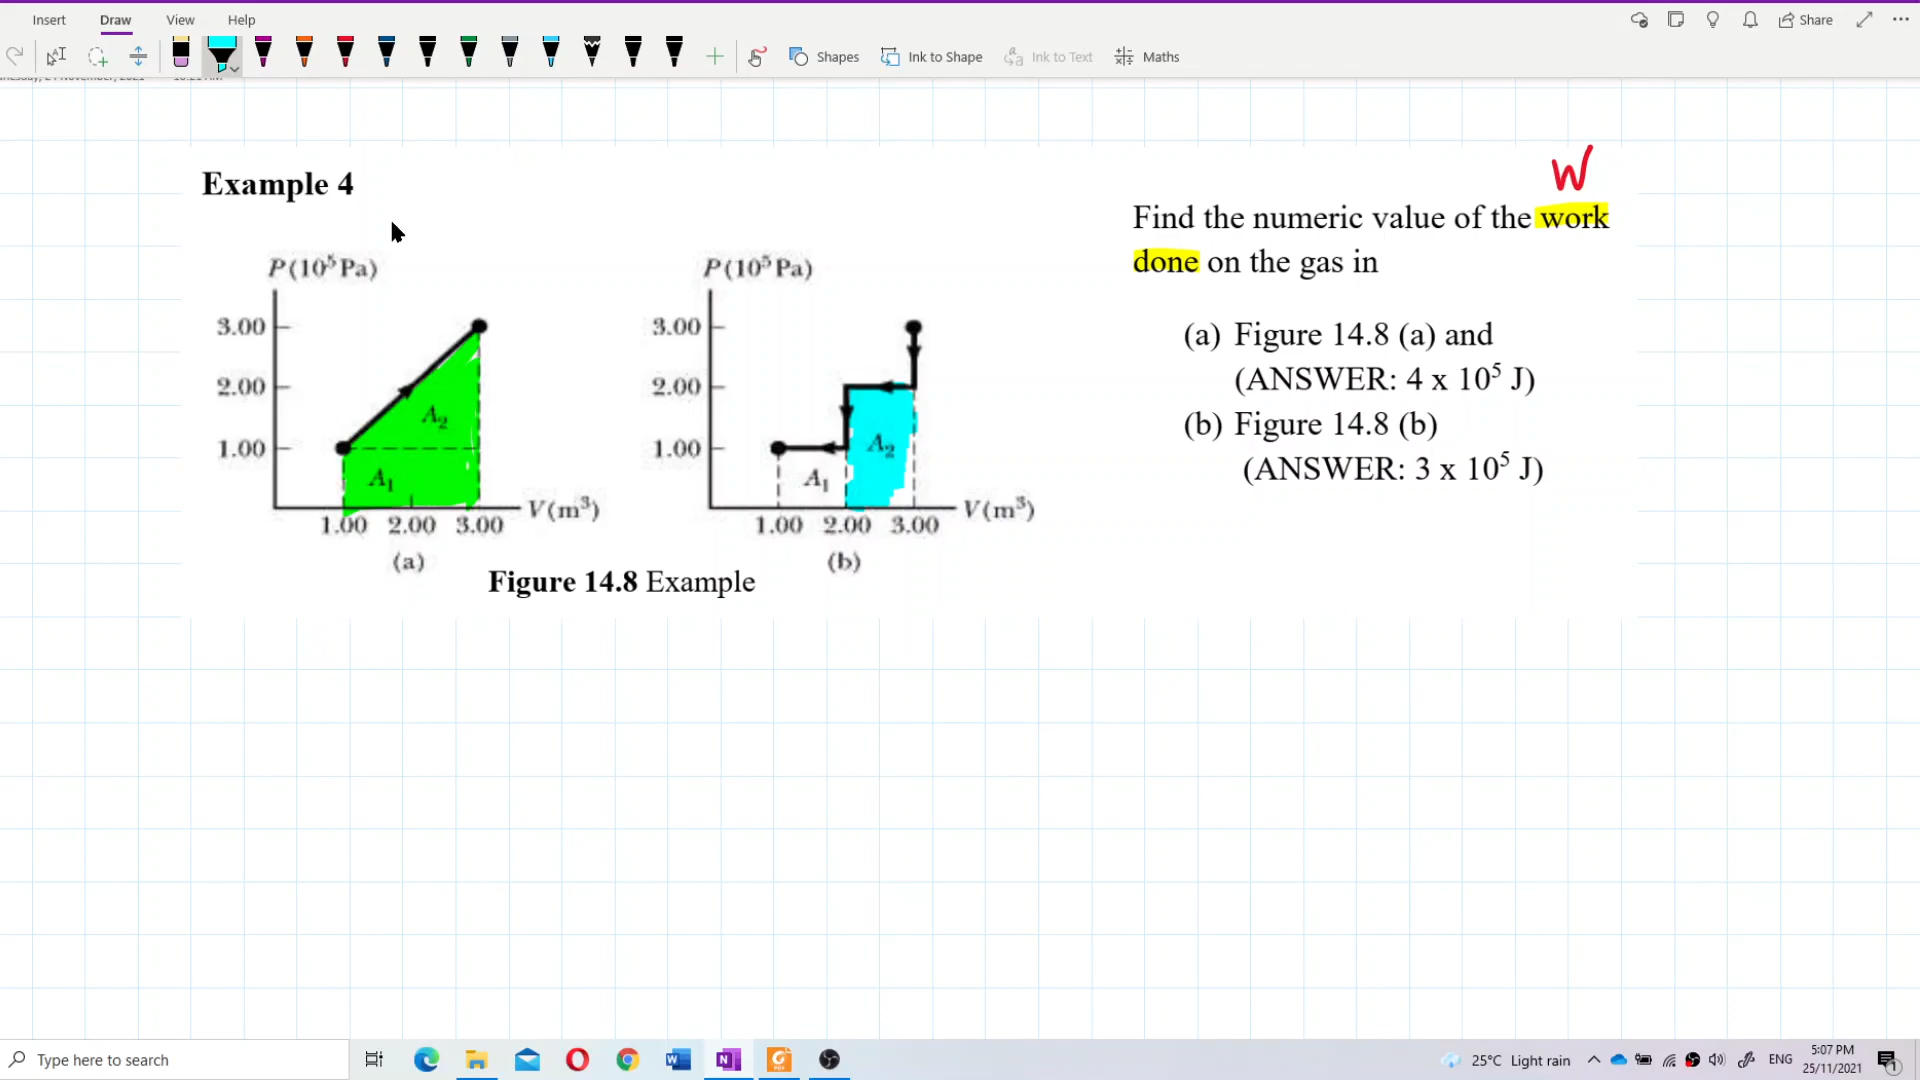 Insert Draw View Help
Share
Shapes Ink to Shape Ink to Text Maths
W
Example 4
Find the numeric value of the work
done on the gas in
(a) Figure 14.8 (a) and
(ANSWER: 4 x 10⁵ J)
(b) Figure 14.8 (b)
(ANSWER: 3 x 10⁵ J)
P(10⁵ Pa)
3.00
2.00
1.00
A₂
A₁
1.00 2.00 3.00
V(m³)
(a)
P(10⁵ Pa)
3.00
2.00
1.00
A₂
A₁
1.00 2.00 3.00
V(m³)
(b)
Figure 14.8 Example
Type here to search
25°C Light rain
ENG
5:07 PM
25/11/2021
1